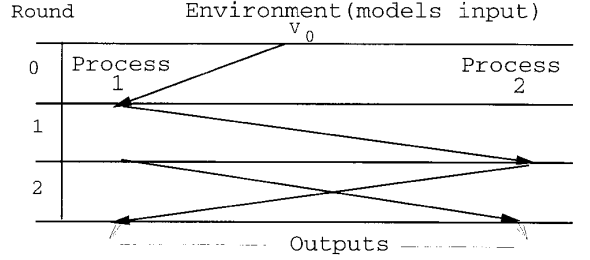 Round Environment(models input)
V0
0 Process 1 Process 2
1
2
Outputs